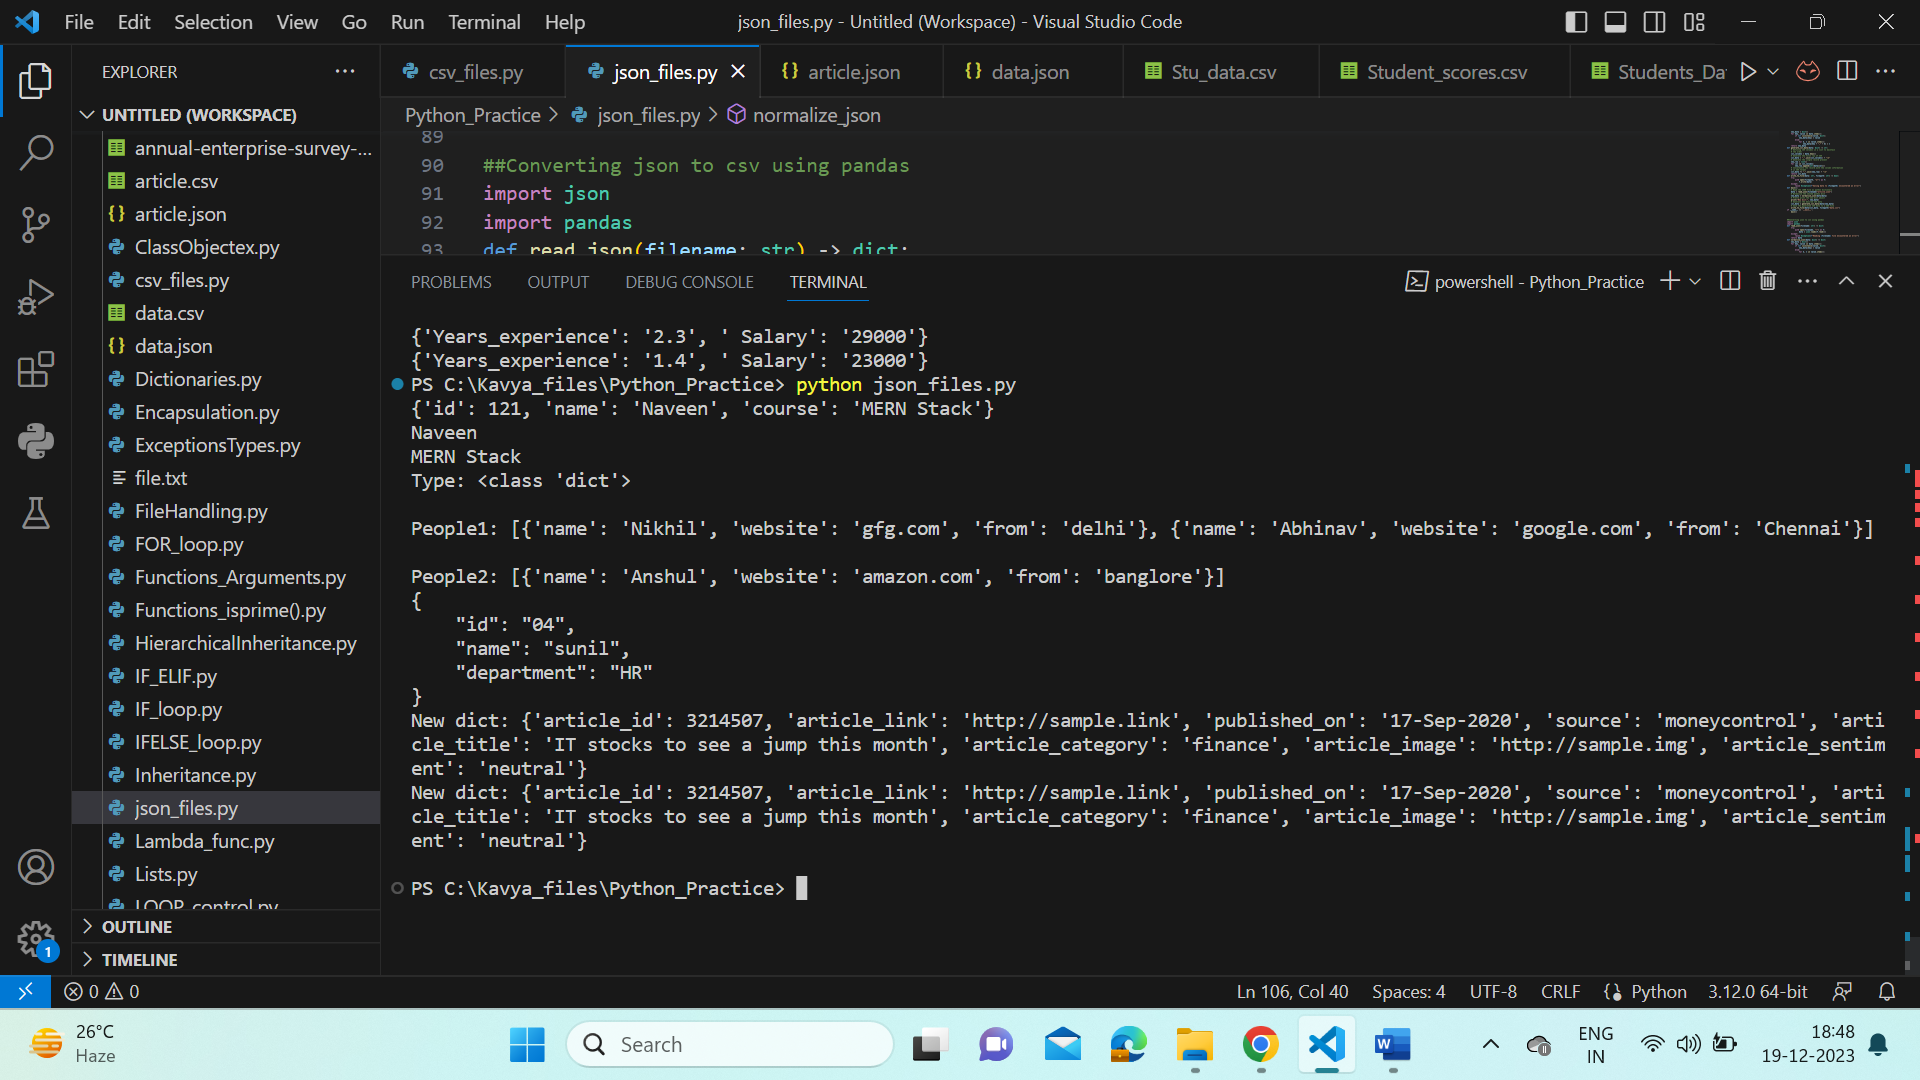 File Edit Selection View Go Run Terminal Help
json_files.py - Untitled (Workspace) - Visual Studio Code
EXPLORER
UNTITLED (WORKSPACE)
annual-enterprise-survey-...
article.csv
article.json
ClassObjectex.py
csv_files.py
data.csv
data.json
Dictionaries.py
Encapsulation.py
ExceptionsTypes.py
file.txt
FileHandling.py
FOR_loop.py
Functions_Arguments.py
Functions_isprime().py
HierarchicalInheritance.py
IF_ELIF.py
IF_loop.py
IFELSE_loop.py
Inheritance.py
json_files.py
Lambda_func.py
Lists.py
LOOP_control.py
OUTLINE
TIMELINE
csv_files.py json_files.py article.json data.json Stu_data.csv Student_scores.csv Students_Da
Python_Practice > json_files.py > normalize_json
89
90 ##Converting json to csv using pandas
91 import json
92 import pandas
93 def read_json(filename: str) -> dict:
PROBLEMS OUTPUT DEBUG CONSOLE TERMINAL
powershell - Python_Practice
{'Years_experience': '2.3', ' Salary': '29000'}
{'Years_experience': '1.4', ' Salary': '23000'}
PS C:\Kavya_files\Python_Practice> python json_files.py
{'id': 121, 'name': 'Naveen', 'course': 'MERN Stack'}
Naveen
MERN Stack
Type: <class 'dict'>
People1: [{'name': 'Nikhil', 'website': 'gfg.com', 'from': 'delhi'}, {'name': 'Abhinav', 'website': 'google.com', 'from': 'Chennai'}]
People2: [{'name': 'Anshul', 'website': 'amazon.com', 'from': 'banglore'}]
{
"id": "04",
"name": "sunil",
"department": "HR"
}
New dict: {'article_id': 3214507, 'article_link': 'http://sample.link', 'published_on': '17-Sep-2020', 'source': 'moneycontrol', 'arti
cle_title': 'IT stocks to see a jump this month', 'article_category': 'finance', 'article_image': 'http://sample.img', 'article_sentim
ent': 'neutral'}
New dict: {'article_id': 3214507, 'article_link': 'http://sample.link', 'published_on': '17-Sep-2020', 'source': 'moneycontrol', 'arti
cle_title': 'IT stocks to see a jump this month', 'article_category': 'finance', 'article_image': 'http://sample.img', 'article_sentim
ent': 'neutral'}
PS C:\Kavya_files\Python_Practice>
1
0 0
Ln 106, Col 40 Spaces: 4 UTF-8 CRLF Python 3.12.0 64-bit
26°C
Haze
Search
ENG
IN
18:48
19-12-2023